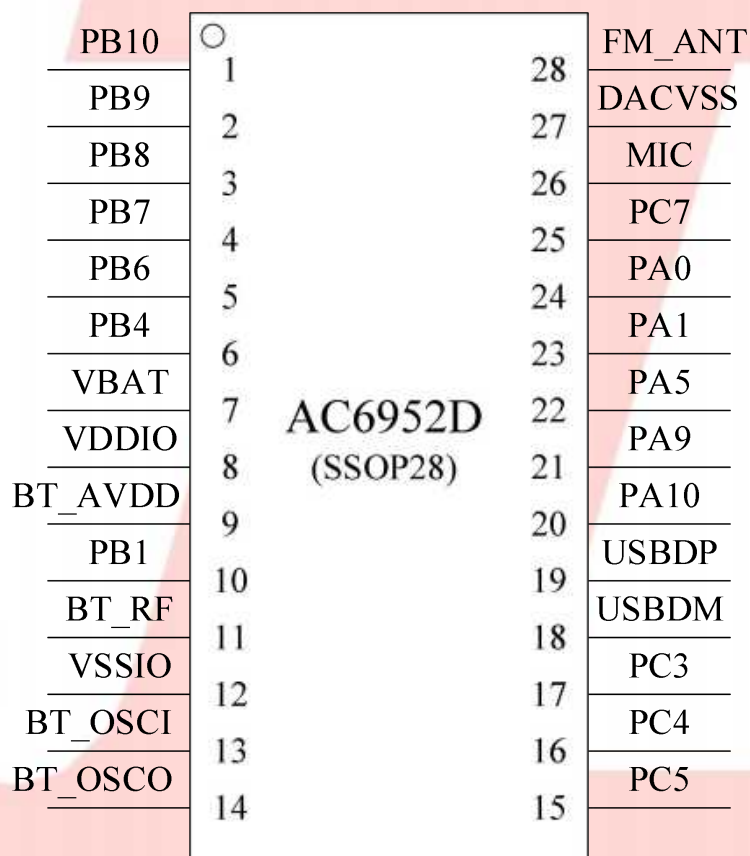 PB10 1 28 FM_ANT
PB9 2 27 DACVSS
PB8 3 26 MIC
PB7 4 25 PC7
PB6 5 24 PA0
PB4 6 23 PA1
VBAT 7 22 PA5
VDDIO 8 21 PA9
BT_AVDD 9 20 PA10
PB1 10 19 USBDP
BT_RF 11 18 USBDM
VSSIO 12 17 PC3
BT_OSCI 13 16 PC4
BT_OSCO 14 15 PC5
AC6952D
(SSOP28)